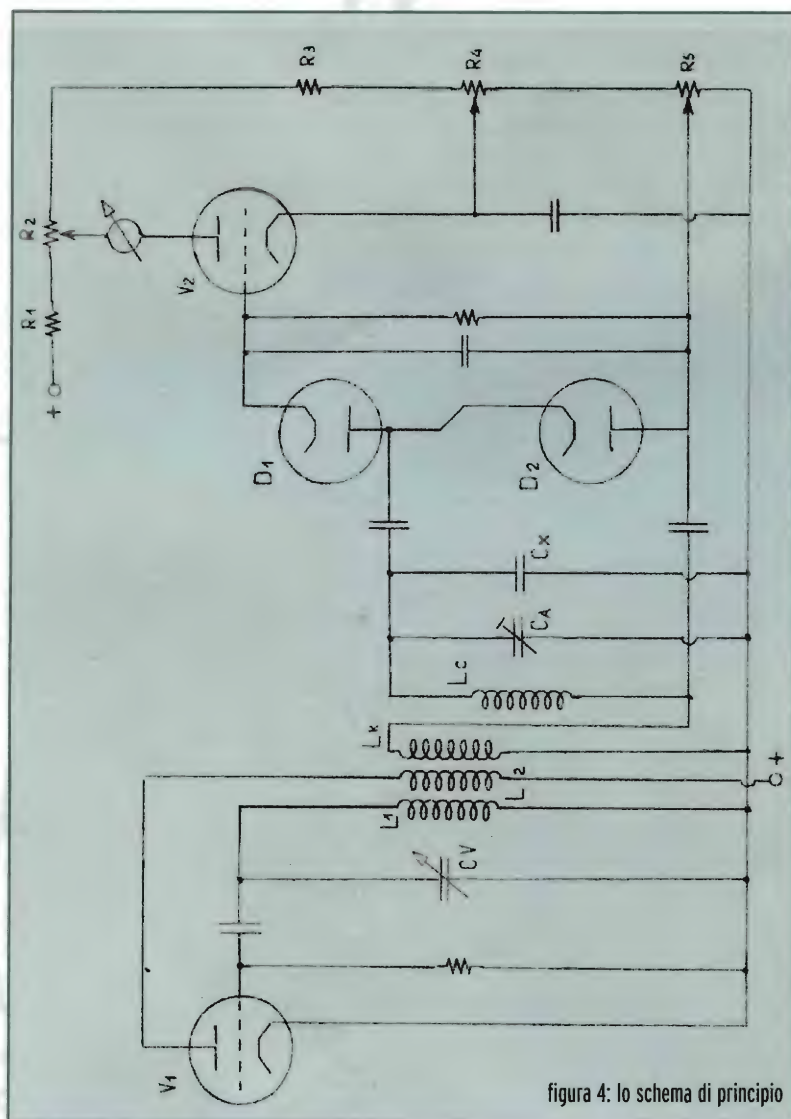 +
R1
R2
R3
R4
R5
V2
D1
D2
Cx
CA
Lc
Lk
L1
L2
+
CV
V1
figura 4: lo schema di principio